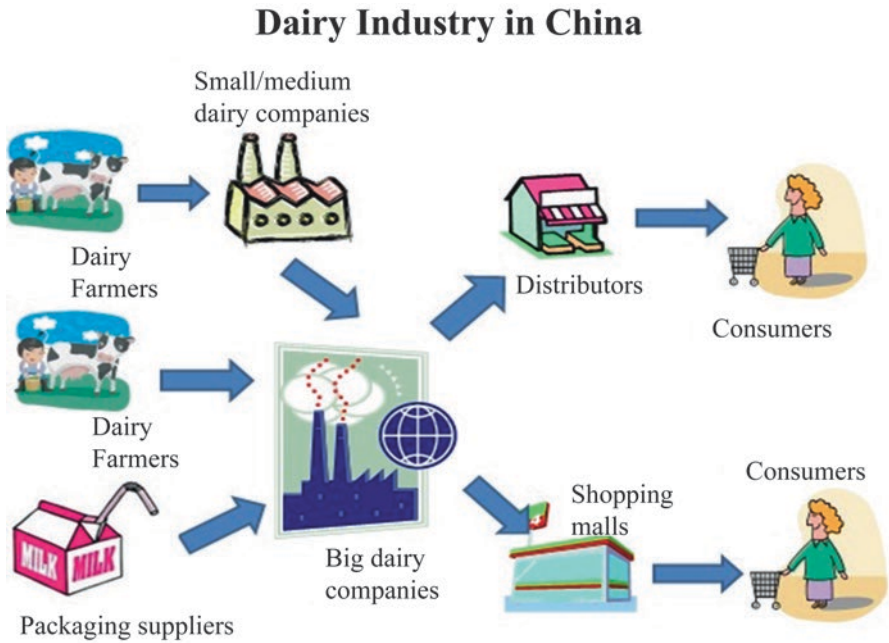 Dairy Industry in China
Small/medium
dairy companies
Dairy
Farmers
Distributors
Consumers
Dairy
Farmers
MILK MILK
Packaging suppliers
Big dairy
companies
Shopping
malls
Consumers